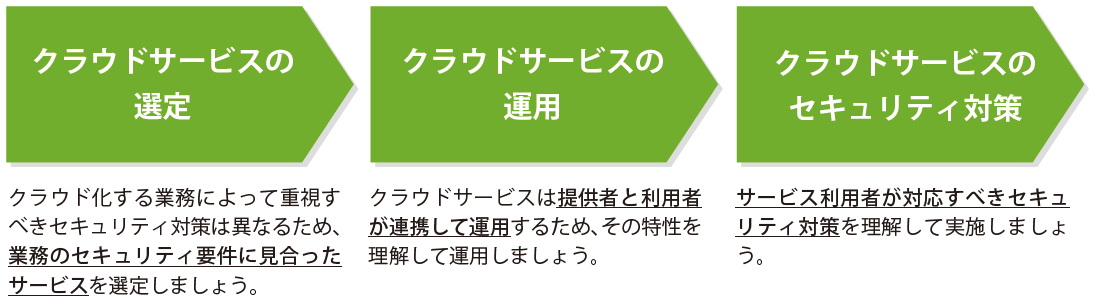 クラウドサービスの
選定
クラウド化する業務によって重視す
べきセキュリティ対策は異なるため、
業務のセキュリティ要件に見合った
サービスを選定しましょう。
クラウドサービスの
運用
クラウドサービスは提供者と利用者
が連携して運用するため、その特性を
理解して運用しましょう。
クラウドサービスの
セキュリティ対策
サービス利用者が対応すべきセキュ
リティ対策を理解して実施しましょ
う。